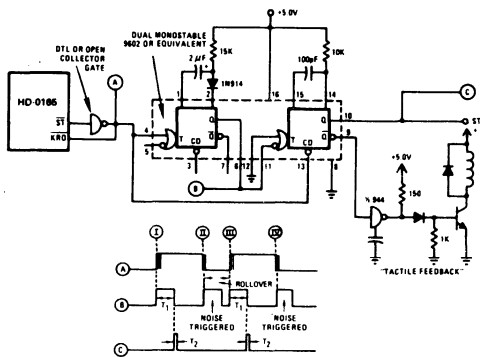 +5.0V
DUAL MONOSTABLE
9602 OR EQUIVALENT
DTL OR OPEN
COLLECTOR
GATE
2 µF +
15K
1N914
100pF
10K
A
C
HD-0165
ST
KRO
1
2
16
15
14
10
9
4
5
T
Q
Q
CD
T
Q
Q
CD
3
7
6
12
11
13
8
B
ST
+
+5.0V
150
½ 944
1K
"TACTILE FEEDBACK"
I
II
III
IV
A
ROLLOVER
B
T1
NOISE
TRIGGERED
T1
NOISE
TRIGGERED
C
T2
T2